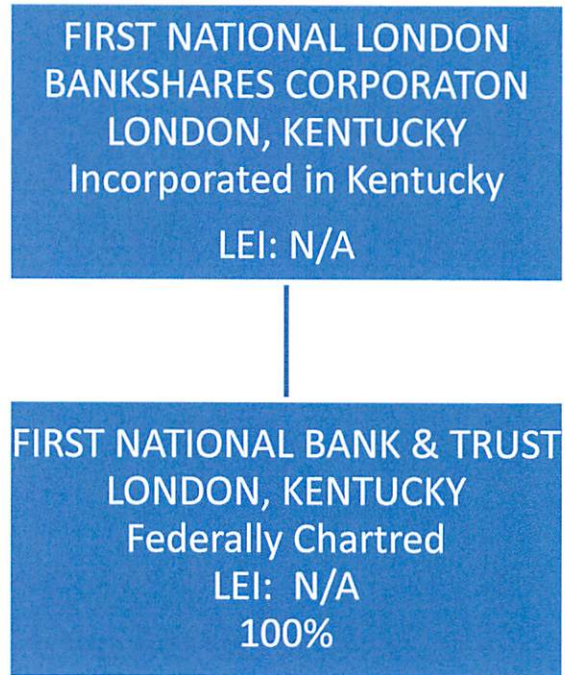 FIRST NATIONAL LONDON
BANKSHARES CORPORATON
LONDON, KENTUCKY
Incorporated in Kentucky
LEI: N/A
FIRST NATIONAL BANK & TRUST
LONDON, KENTUCKY
Federally Chartred
LEI: N/A
100%